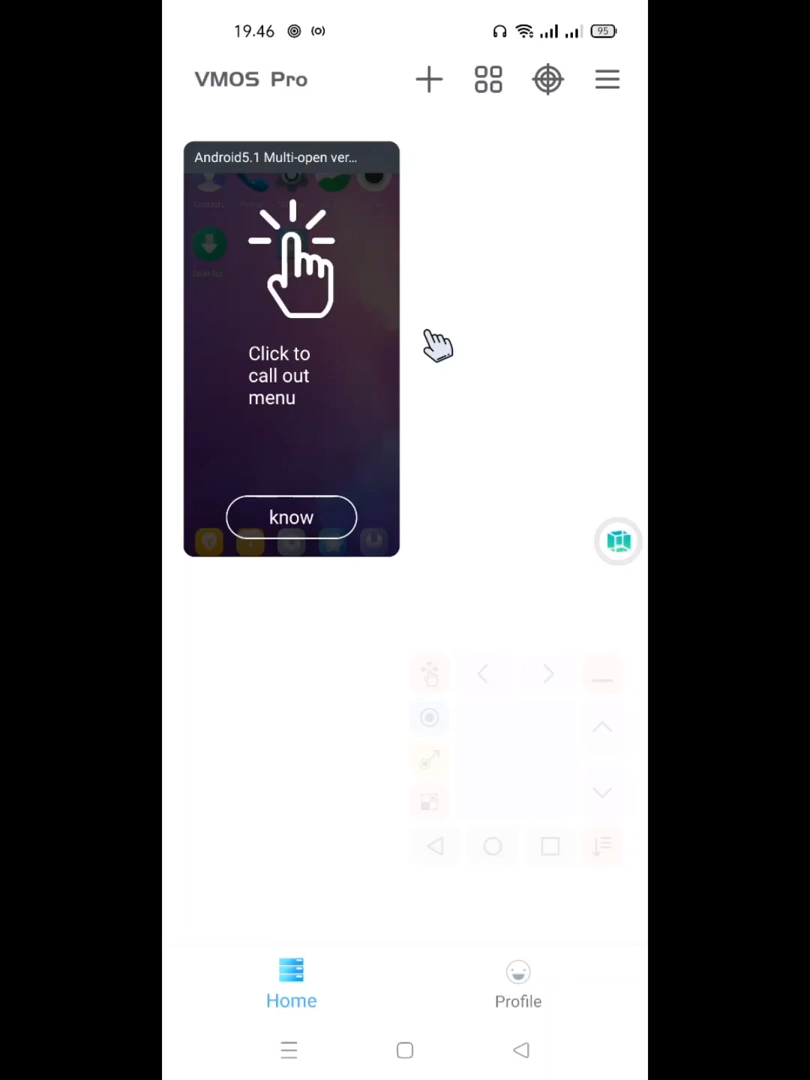 19.46
95
VMOS Pro
Android5.1 Multi-open ver...
Click to
call out
menu
know
Home
Profile